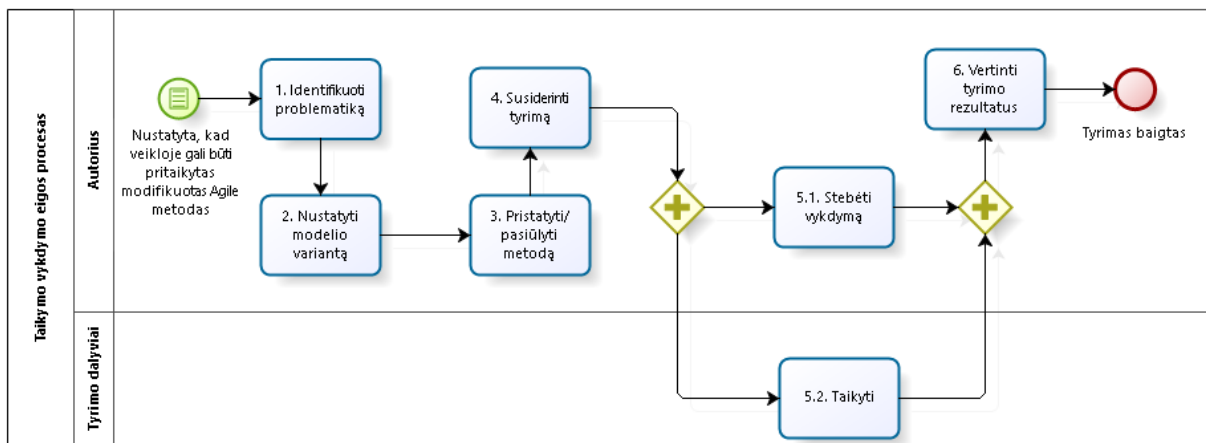 Taikymo vykdymo eigos procesas
Autorius
Nustatyta, kad
veikloje gali būti
pritaikytas
modifikuotas Agile
metodas
1. Identifikuoti
problematiką
2. Nustatyti
modelio
variantą
3. Pristatyti/
pasiūlyti
metodą
4. Susiderinti
tyrimą
5.1. Stebėti
vykdymą
6. Vertinti
tyrimo
rezultatus
Tyrimas baigtas
Tyrimo dalyviai
5.2. Taikyti